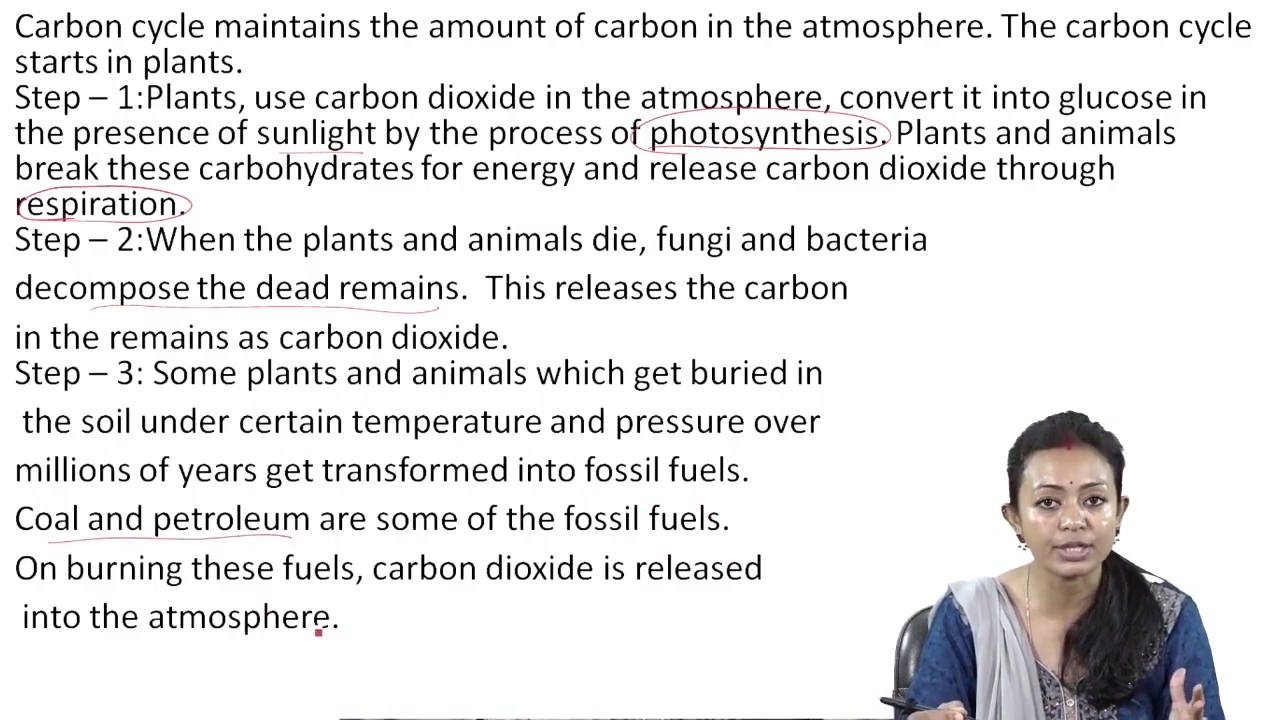 Carbon cycle maintains the amount of carbon in the atmosphere. The carbon cycle
starts in plants.
Step – 1:Plants, use carbon dioxide in the atmosphere, convert it into glucose in
the presence of sunlight by the process of photosynthesis. Plants and animals
break these carbohydrates for energy and release carbon dioxide through
respiration.
Step – 2:When the plants and animals die, fungi and bacteria
decompose the dead remains. This releases the carbon
in the remains as carbon dioxide.
Step – 3: Some plants and animals which get buried in
the soil under certain temperature and pressure over
millions of years get transformed into fossil fuels.
Coal and petroleum are some of the fossil fuels.
On burning these fuels, carbon dioxide is released
into the atmosphere.